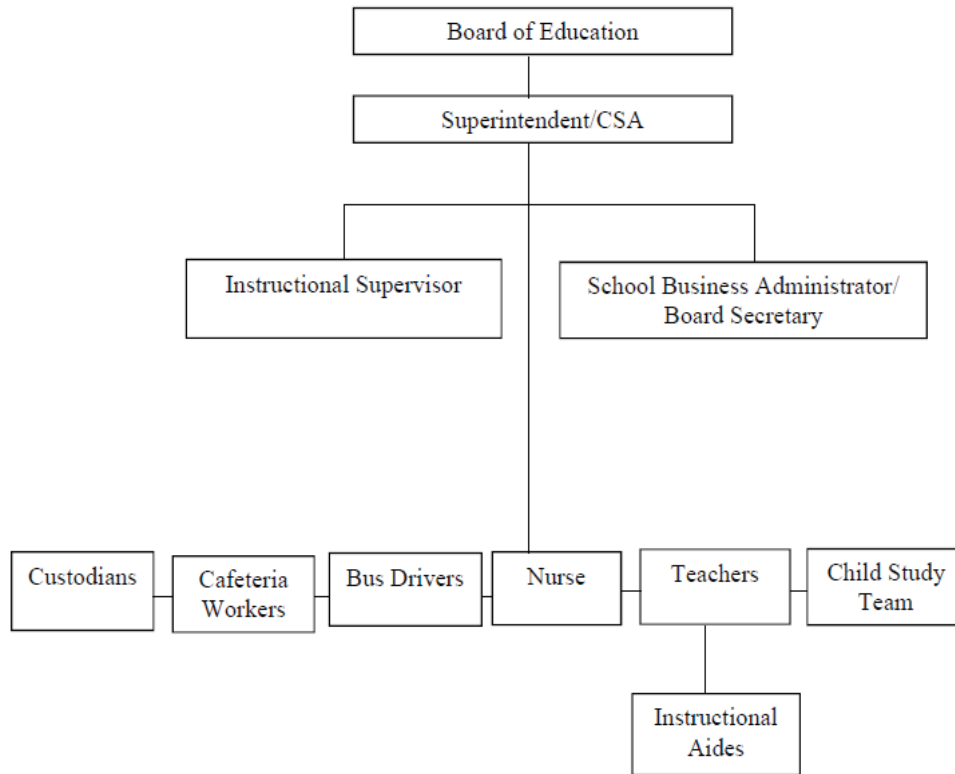 Board of Education
Superintendent/CSA
Instructional Supervisor
School Business Administrator/
Board Secretary
Custodians
Cafeteria
Workers
Bus Drivers
Nurse
Teachers
Child Study
Team
Instructional
Aides